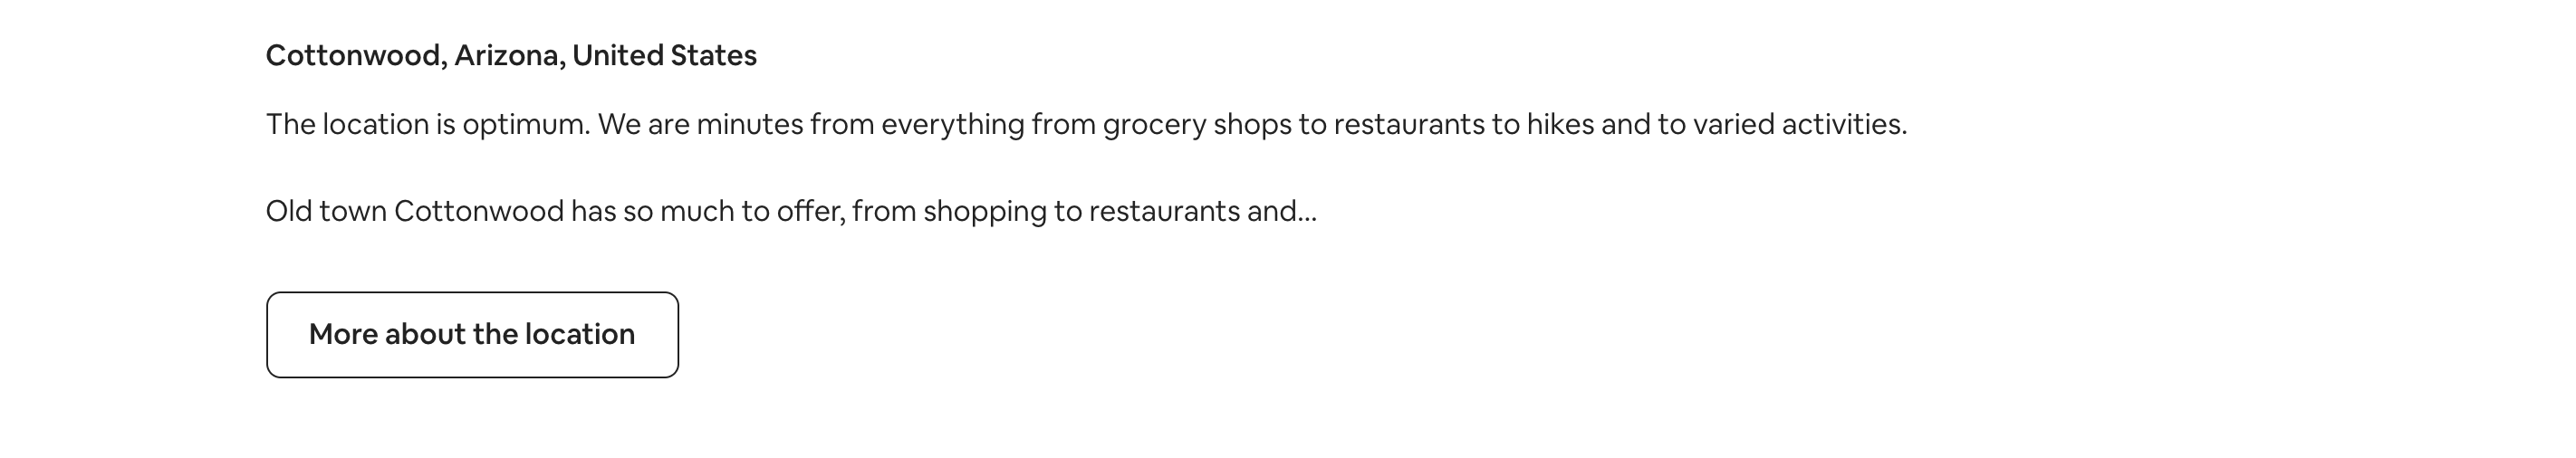 Cottonwood, Arizona, United States
The location is optimum. We are minutes from everything from grocery shops to restaurants to hikes and to varied activities.
Old town Cottonwood has so much to offer, from shopping to restaurants and...
More about the location